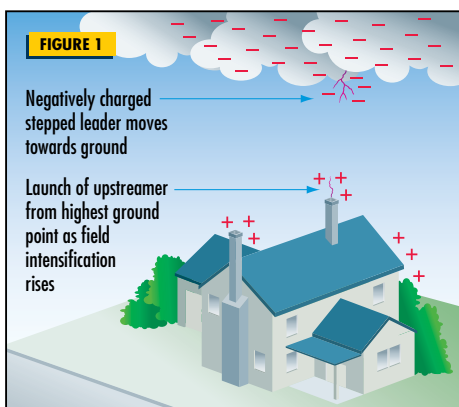 FIGURE 1
Negatively charged
stepped leader moves
towards ground
Launch of upstreamer
from highest ground
point as field
intensification
rises